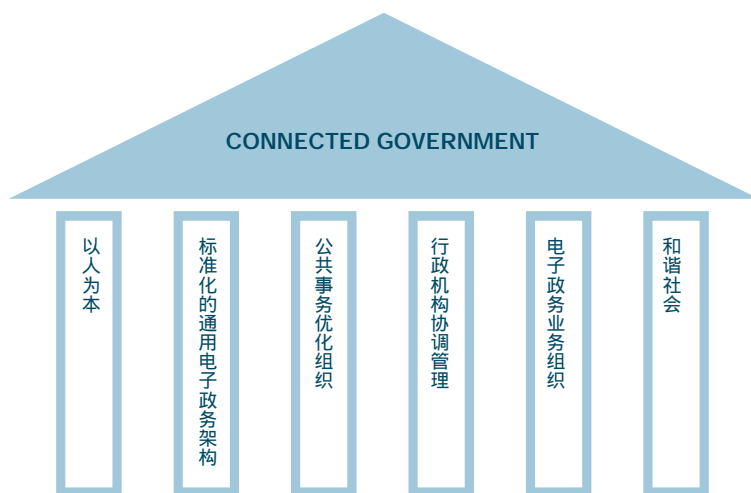 CONNECTED GOVERNMENT
以人为本
标准化的通用电子政务架构
公共事务优化组织
行政机构协调管理
电子政务业务组织
和谐社会